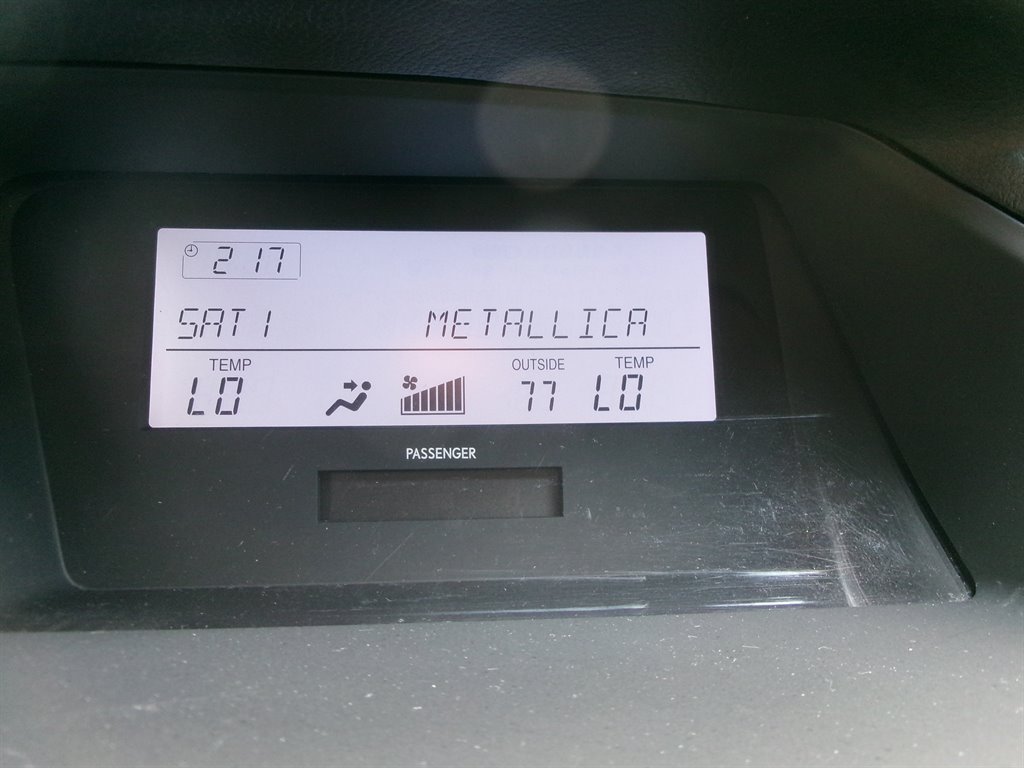 2 17
SAT 1 METALLICA
TEMP OUTSIDE TEMP
LO 77 LO
PASSENGER